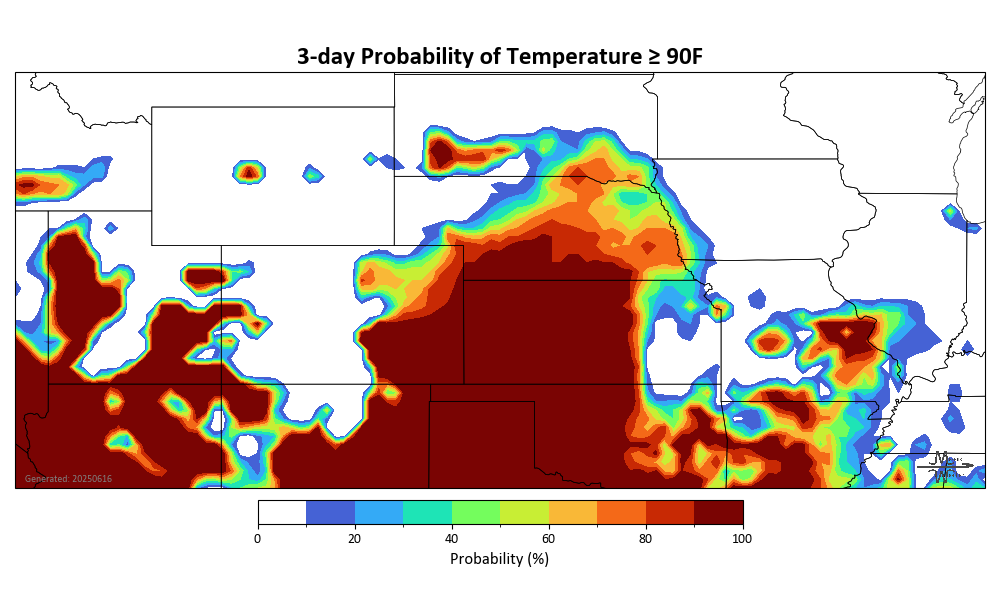 3-day Probability of Temperature ≥ 90F
Generated: 20250616
0 20 40 60 80 100
Probability (%)